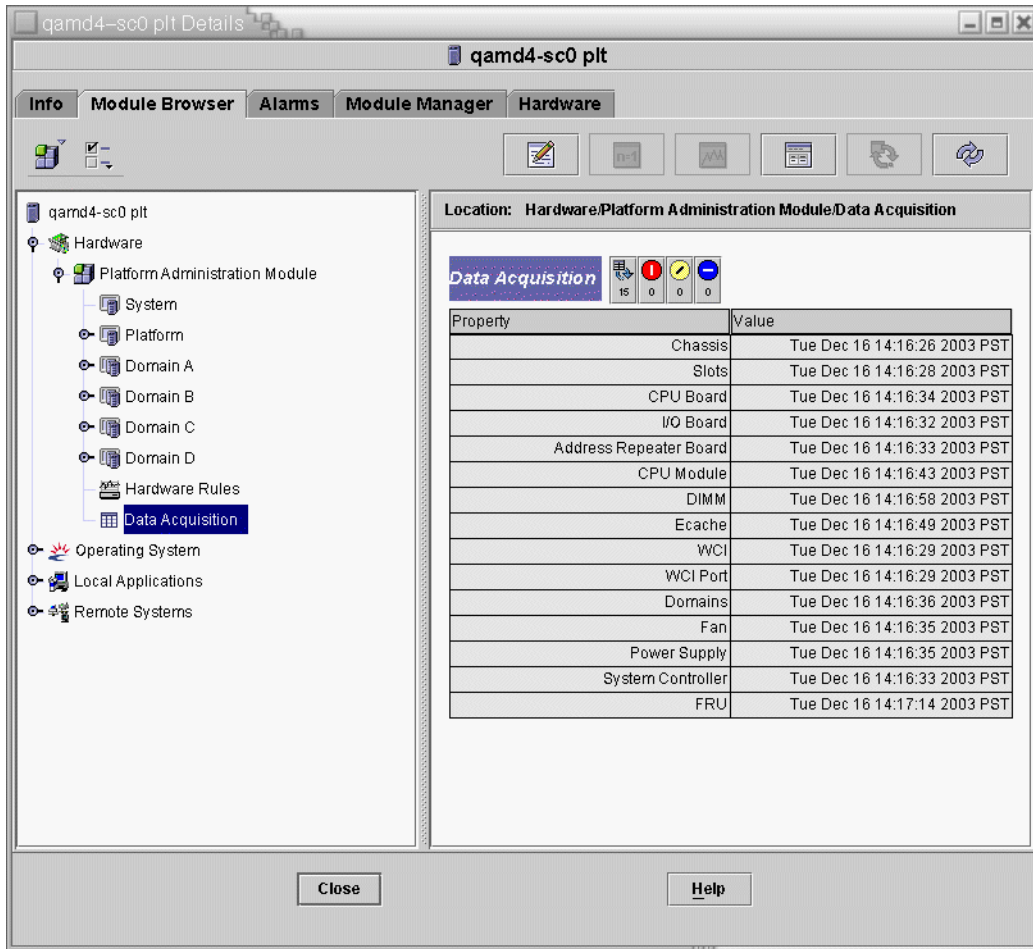 qamd4-sc0 plt Details
qamd4-sc0 plt
Info Module Browser Alarms Module Manager Hardware
n=1
qamd4-sc0 plt
Hardware
Platform Administration Module
System
Platform
Domain A
Domain B
Domain C
Domain D
Hardware Rules
Data Acquisition
Operating System
Local Applications
Remote Systems
Location: Hardware/Platform Administration Module/Data Acquisition
Data Acquisition 15 0 0 0
Property Value
Chassis Tue Dec 16 14:16:26 2003 PST
Slots Tue Dec 16 14:16:28 2003 PST
CPU Board Tue Dec 16 14:16:34 2003 PST
I/O Board Tue Dec 16 14:16:32 2003 PST
Address Repeater Board Tue Dec 16 14:16:33 2003 PST
CPU Module Tue Dec 16 14:16:43 2003 PST
DIMM Tue Dec 16 14:16:58 2003 PST
Ecache Tue Dec 16 14:16:49 2003 PST
WCI Tue Dec 16 14:16:29 2003 PST
WCI Port Tue Dec 16 14:16:29 2003 PST
Domains Tue Dec 16 14:16:36 2003 PST
Fan Tue Dec 16 14:16:35 2003 PST
Power Supply Tue Dec 16 14:16:35 2003 PST
System Controller Tue Dec 16 14:16:33 2003 PST
FRU Tue Dec 16 14:17:14 2003 PST
Close Help